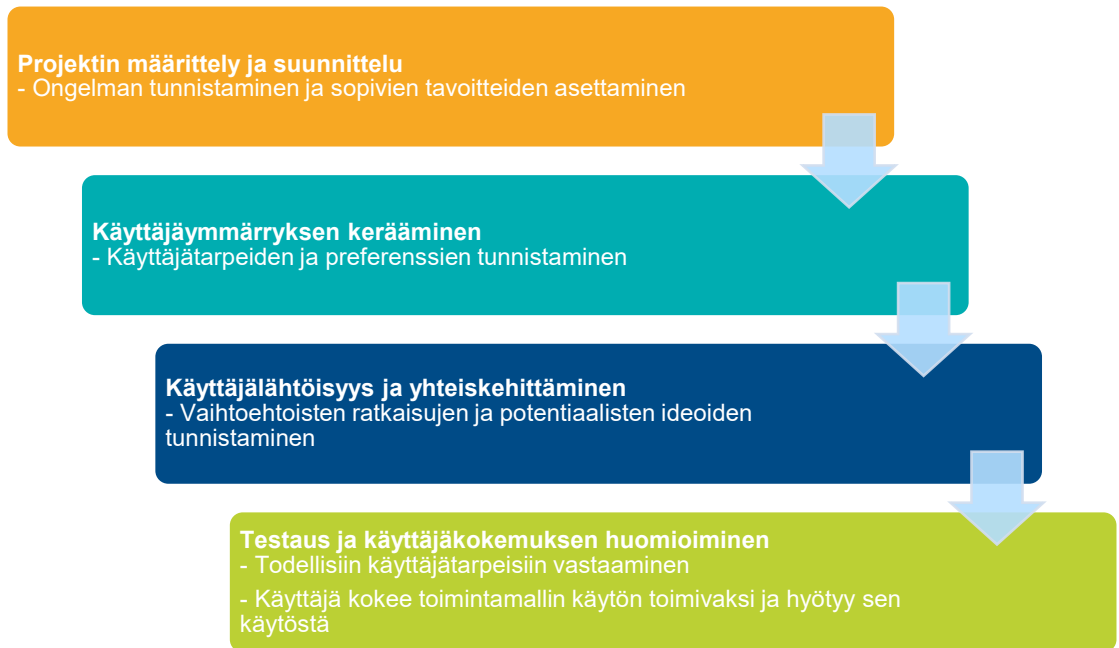 Projektin määrittely ja suunnittelu
- Ongelman tunnistaminen ja sopivien tavoitteiden asettaminen
Käyttäjäymmärryksen kerääminen
- Käyttäjätarpeiden ja preferenssien tunnistaminen
Käyttäjälähtöisyys ja yhteiskehittäminen
- Vaihtoehtoisten ratkaisujen ja potentiaalisten ideoiden
tunnistaminen
Testaus ja käyttäjäkokemuksen huomioiminen
- Todellisiin käyttäjätarpeisiin vastaaminen
- Käyttäjä kokee toimintamallin käytön toimivaksi ja hyötyy sen
käytöstä